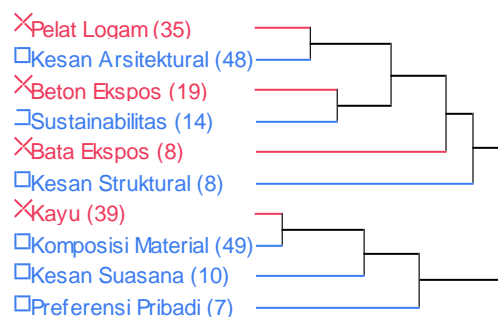 Pelat Logam (35)
Kesan Arsitektural (48)
Beton Ekspos (19)
Sustainabilitas (14)
Bata Ekspos (8)
Kesan Struktural (8)
Kayu (39)
Komposisi Material (49)
Kesan Suasana (10)
Preferensi Pribadi (7)